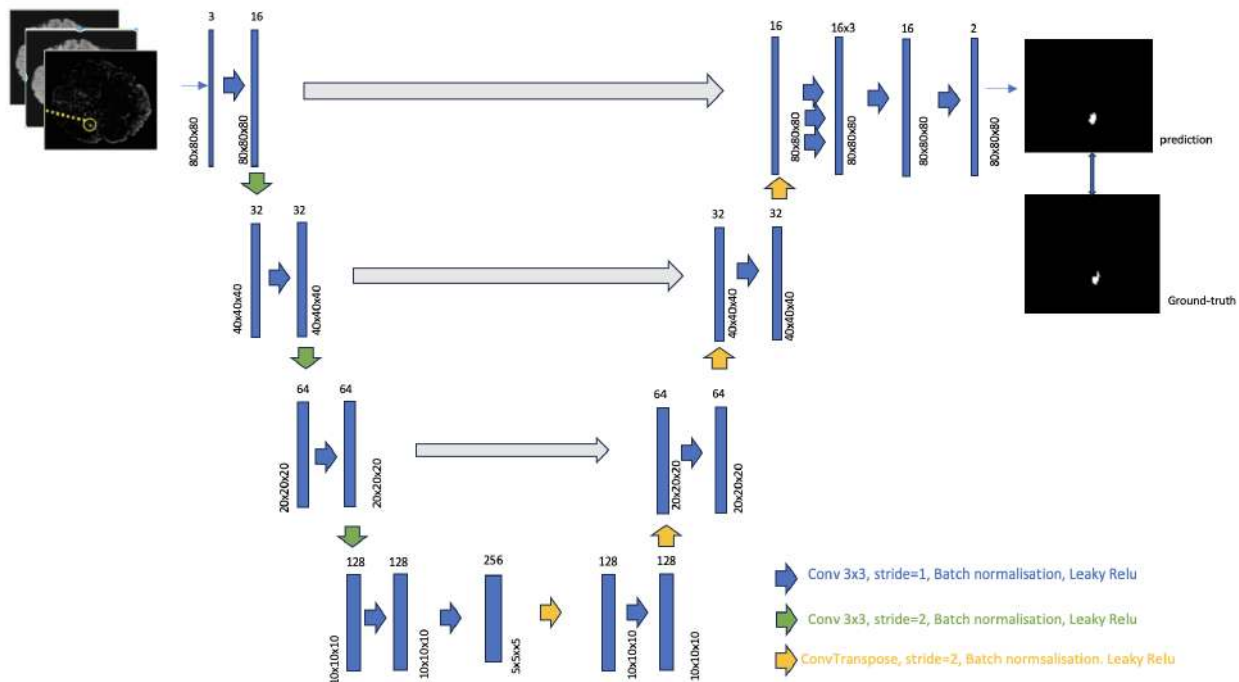 3 16
80x80x80 80x80x80
16 16x3 16 2
80x80x80 80x80x80 80x80x80 80x80x80
prediction
32 32
40x40x40 40x40x40
32 32
40x40x40 40x40x40
Ground-truth
64 64
20x20x20 20x20x20
64 64
20x20x20 20x20x20
128 128 256 128 128
10x10x10 10x10x10 5x5xx5 10x10x10 10x10x10
Conv 3x3, stride=1, Batch normalisation, Leaky Relu
Conv 3x3, stride=2, Batch normalisation, Leaky Relu
ConvTranspose, stride=2, Batch normsalisation. Leaky Relu